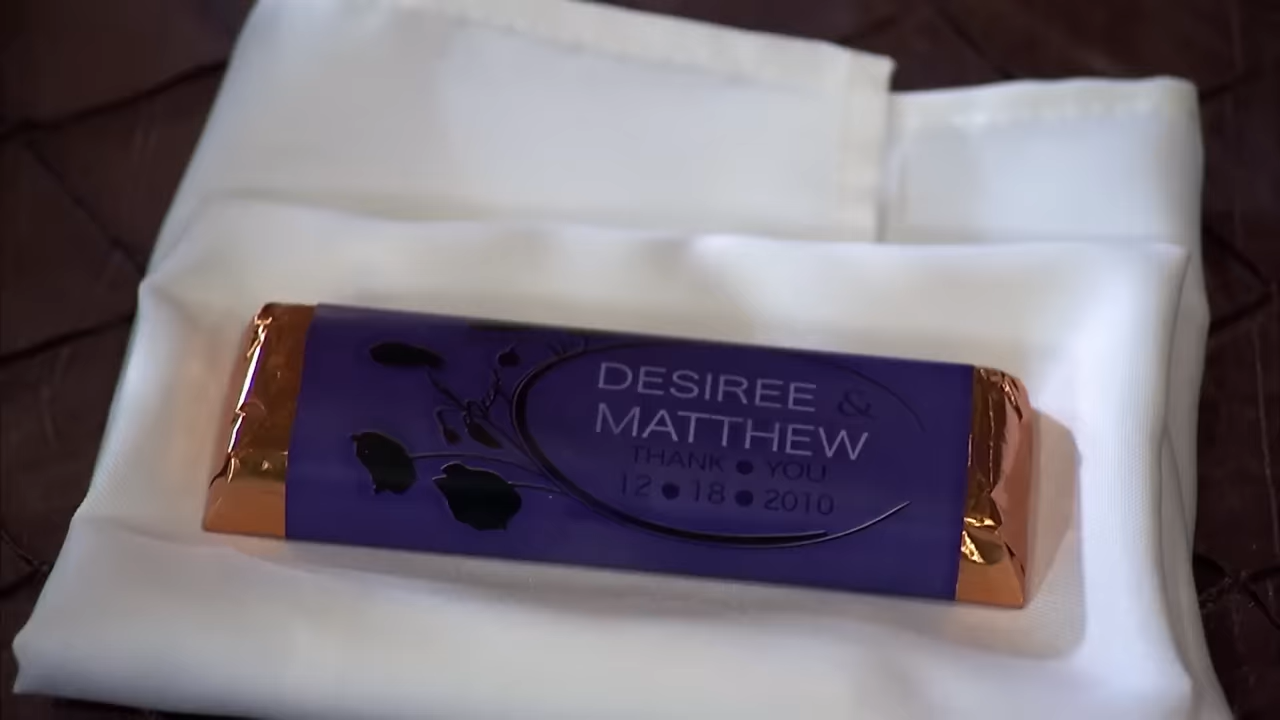 DESIREE &
MATTHEW
THANK • YOU
12 • 18 • 2010